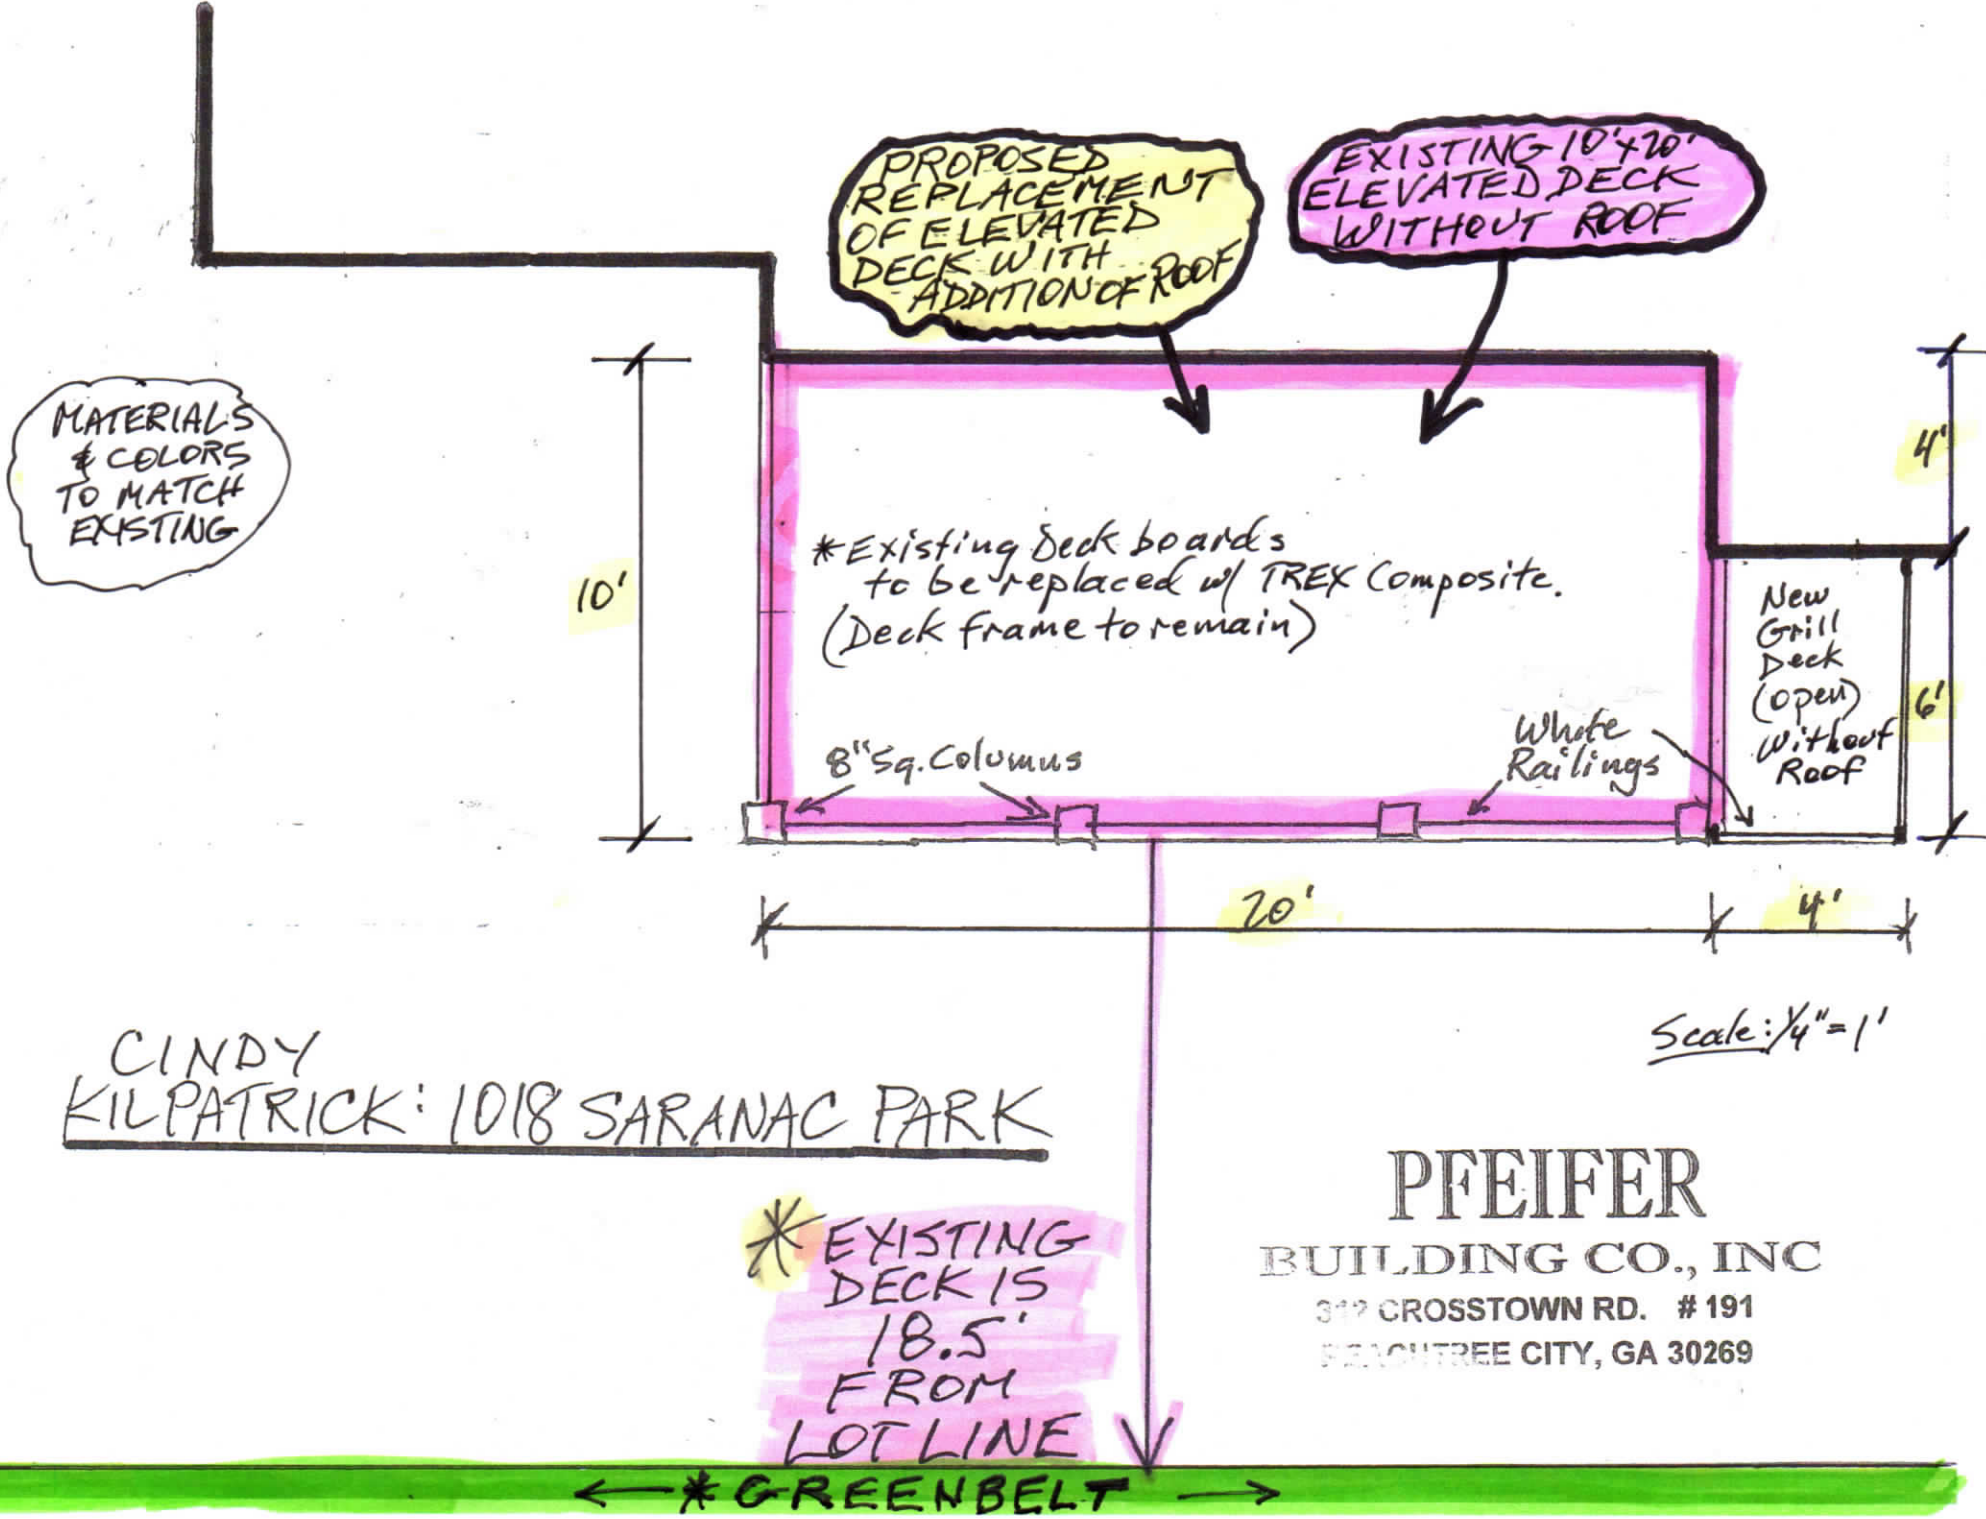 PROPOSED
REPLACEMENT
OF ELEVATED
DECK WITH
ADDITION OF ROOF
EXISTING 10'x20'
ELEVATED DECK
WITHOUT ROOF
MATERIALS
& COLORS
TO MATCH
EXISTING
4'
*Existing Deck boards
to be replaced w/ TREX Composite.
(Deck frame to remain)
10'
New
Grill
Deck
(open)
Without
Roof
6'
8" Sq. Columns
White
Railings
20'
4'
Scale: 1/4" = 1'
CINDY
KILPATRICK: 1018 SARANAC PARK
PFEIFER
BUILDING CO., INC
312 CROSSTOWN RD. # 191
PEACHTREE CITY, GA 30269
* EXISTING
DECK IS
18.5'
FROM
LOT LINE
← * GREENBELT →